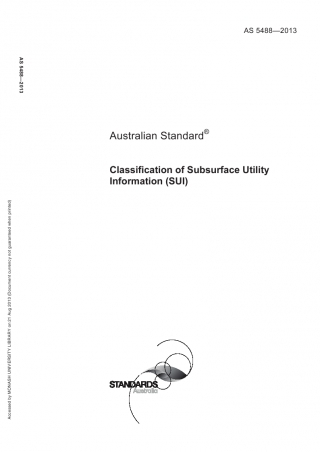 AS 5488—2013
AS 5488—2013
Australian Standard®
Classification of Subsurface Utility
Information (SUI)
Accessed by MONASH UNIVERSITY LIBRARY on 21 Aug 2013 (Document currency not guaranteed when printed)
STANDARDS
Australia